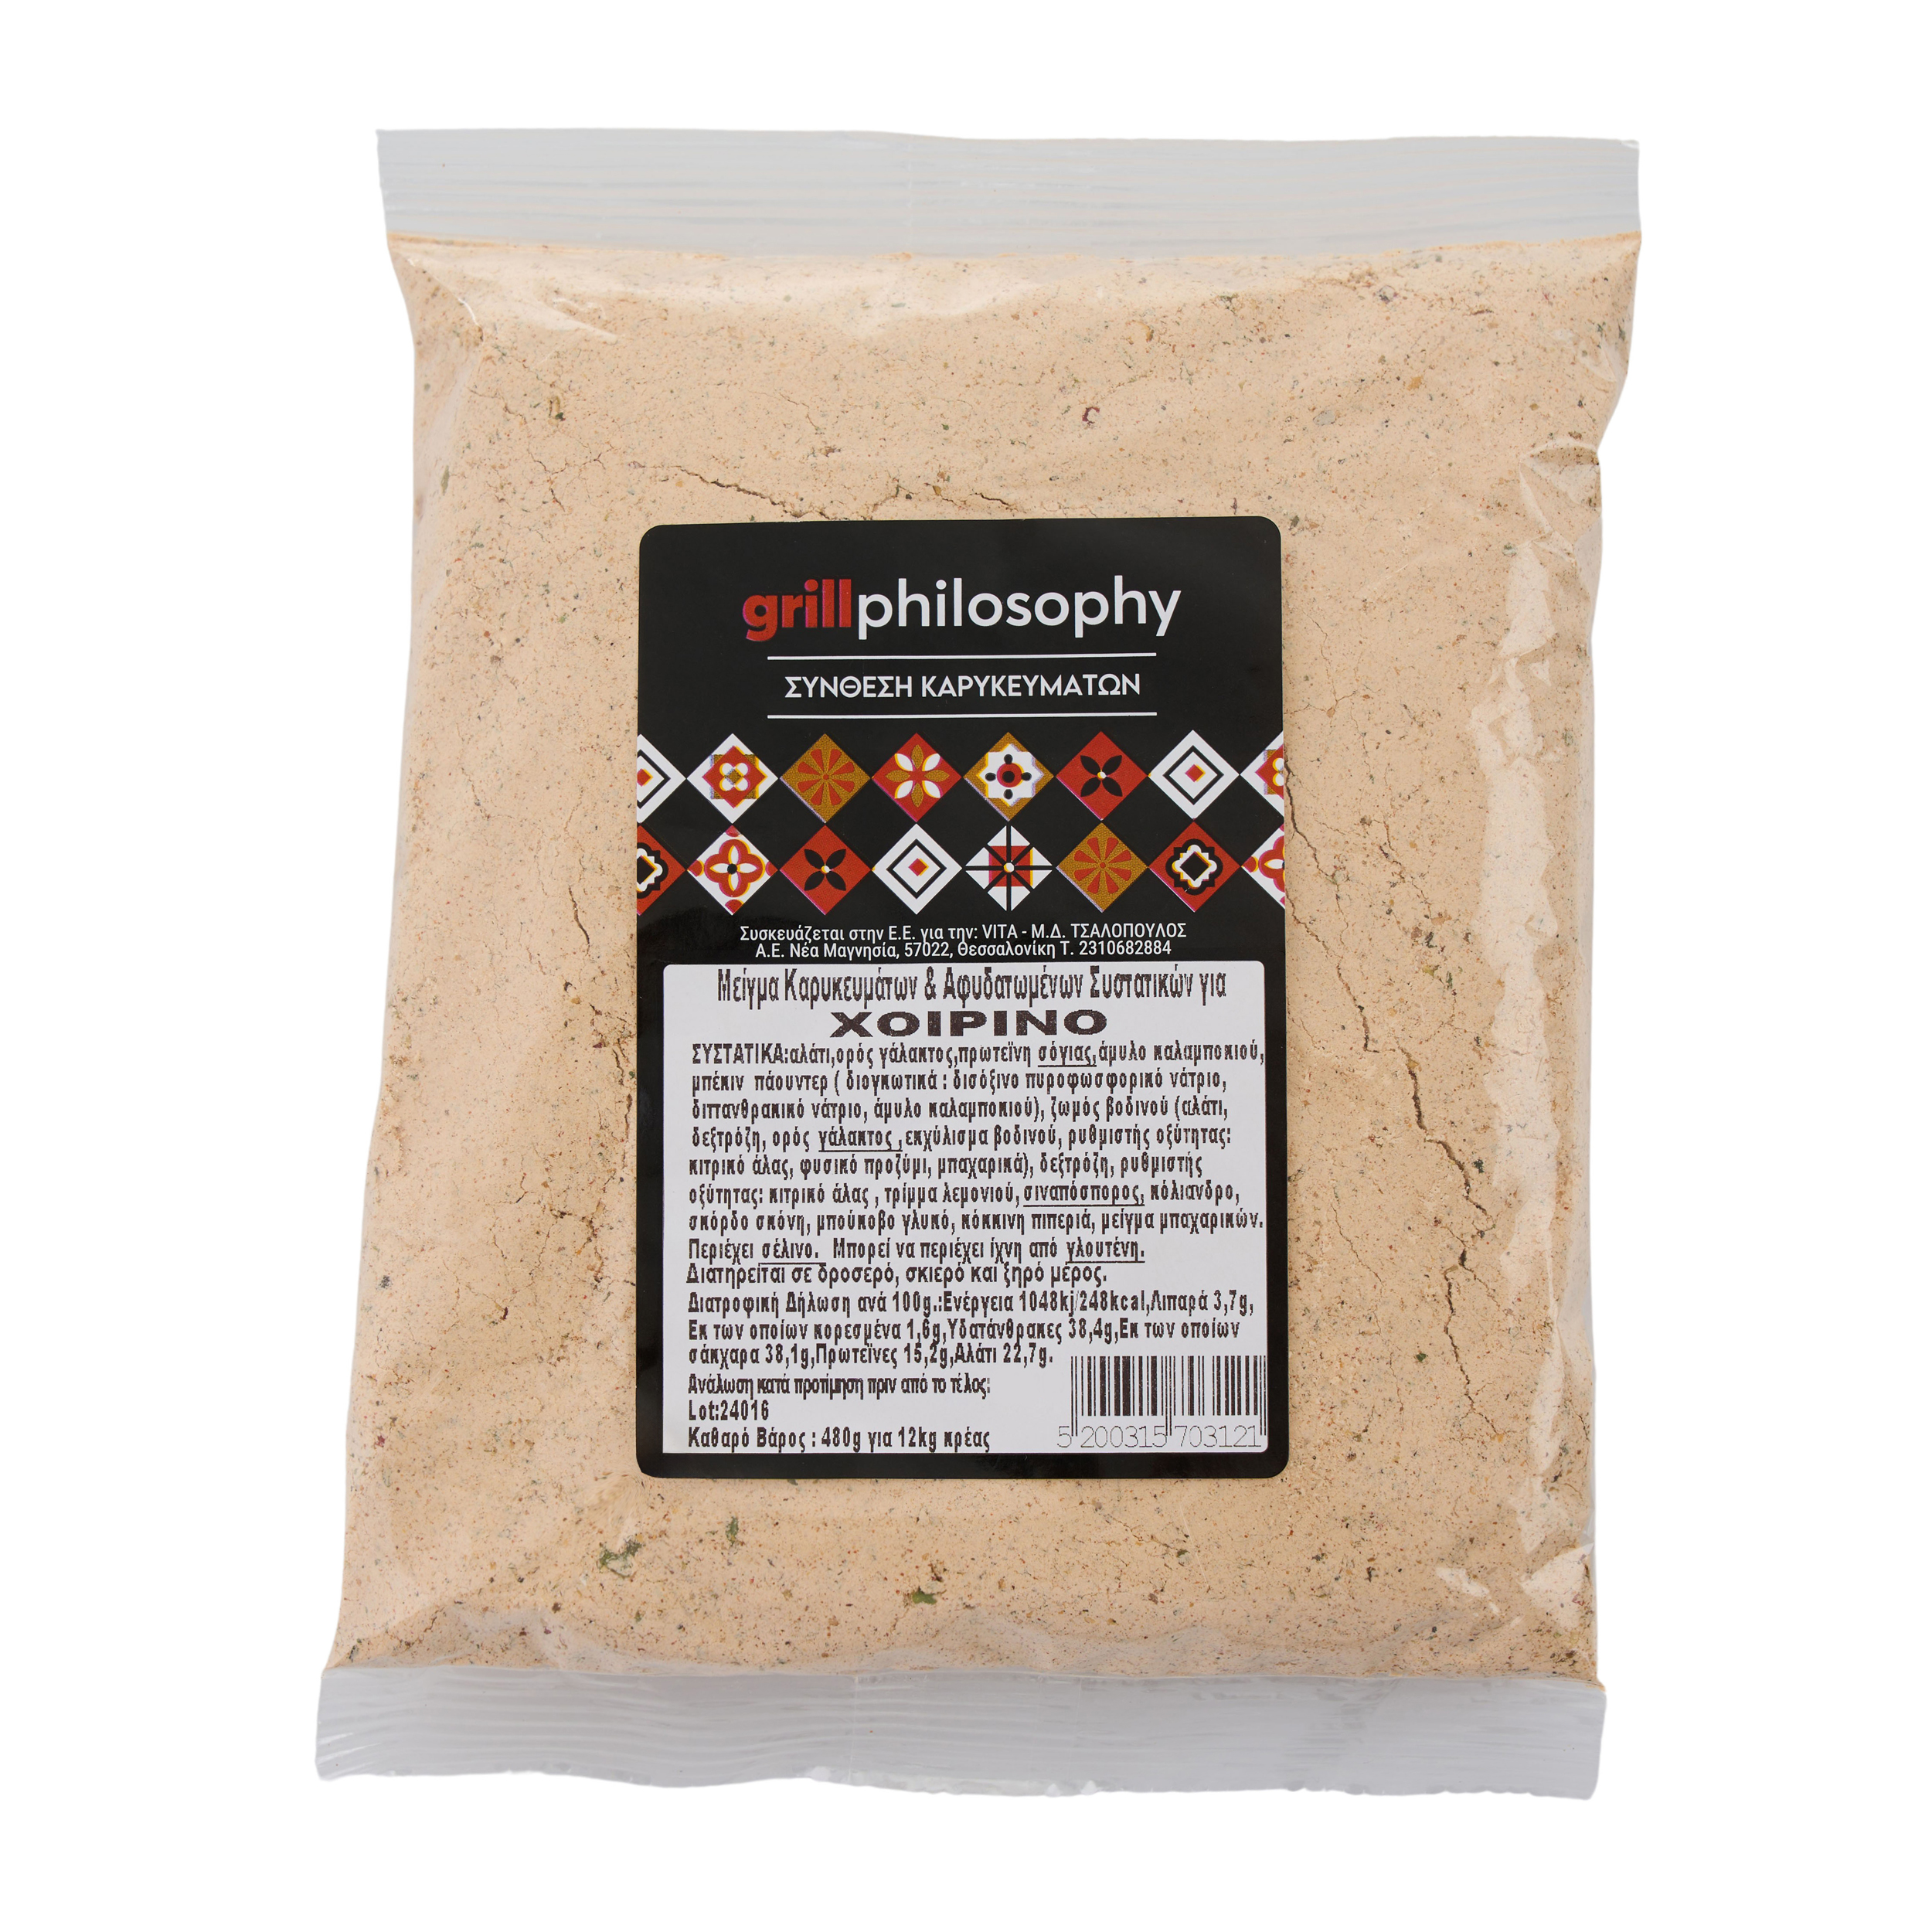 grillphilosophy
ΣΥΝΘΕΣΗ ΚΑΡΥΚΕΥΜΑΤΩΝ
Συσκευάζεται στην Ε.Ε. για την: VITA - Μ.Δ. ΤΣΑΛΟΠΟΥΛΟΣ
Α.Ε. Νέα Μαγνησία, 57022, Θεσσαλονίκη Τ. 2310682884
Μείγμα Καρυκευμάτων & Αφυδατωμένων Συστατικών για
ΧΟΙΡΙΝΟ
ΣΥΣΤΑΤΙΚΑ:αλάτι,ορός γάλακτος,πρωτεϊνη σόγιας,άμυλο καλαμποκιού,
μπέκιν πάουντερ ( διογκωτικά : δισόξινο πυροφωσφορικό νάτριο,
διττανθρακικό νάτριο, άμυλο καλαμποκιού), ζωμός βοδινού (αλάτι,
δεξτρόζη, ορός γάλακτος ,εκχύλισμα βοδινού, ρυθμιστής οξύτητας:
κιτρικό άλας, φυσικό προζύμι, μπαχαρικά), δεξτρόζη, ρυθμιστής
οξύτητας: κιτρικό άλας , τρίμμα λεμονιού, σιναπόσπορος, κόλιανδρο,
σκόρδο σκόνη, μπούκοβο γλυκό, κόκκινη πιπεριά, μείγμα μπαχαρικών.
Περιέχει σέλινο. Μπορεί να περιέχει ίχνη από γλουτένη.
Διατηρείται σε δροσερό, σκιερό και ξηρό μέρος.
Διατροφική Δήλωση ανά 100g.:Ενέργεια 1048kj/248kcal,Λιπαρά 3,7g,
Εκ των οποίων κορεσμένα 1,6g,Υδατάνθρακες 38,4g,Εκ των οποίων
σάκχαρα 38,1g,Πρωτεϊνες 15,2g,Αλάτι 22,7g.
Ανάλωση κατά προτίμηση πριν από το τέλος:
Lot:24016
Καθαρό Βάρος : 480g για 12kg κρέας
5 200315 703121